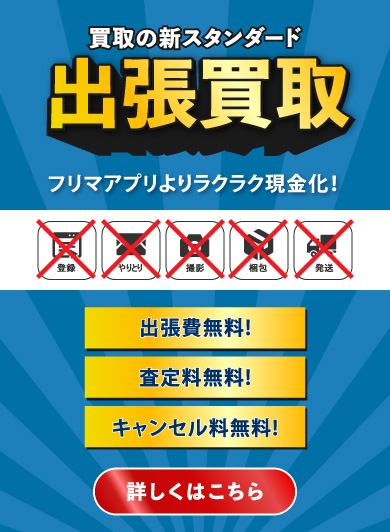 買取の新スタンダード
出張買取
フリマアプリよりラクラク現金化!
登録 やりとり 撮影 梱包 発送
出張費無料!
査定料無料!
キャンセル料無料!
詳しくはこちら